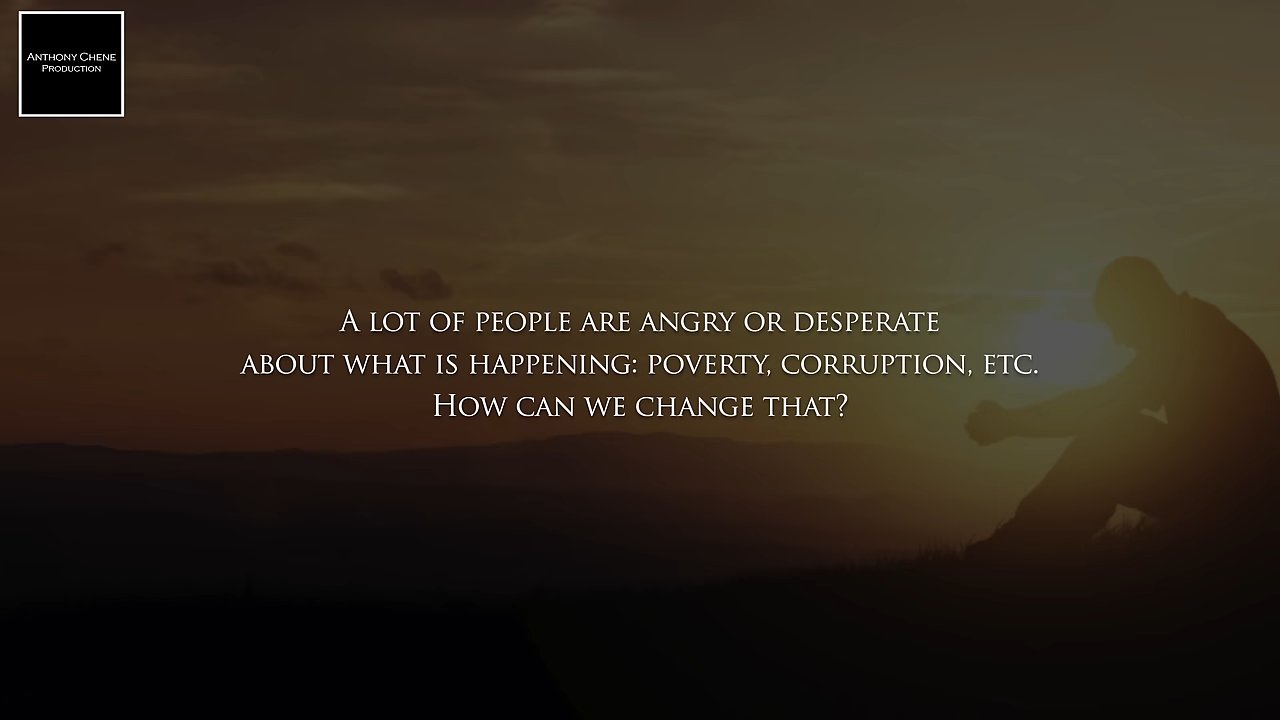 Anthony Chene
Production
A lot of people are angry or desperate
about what is happening: poverty, corruption, etc.
How can we change that?